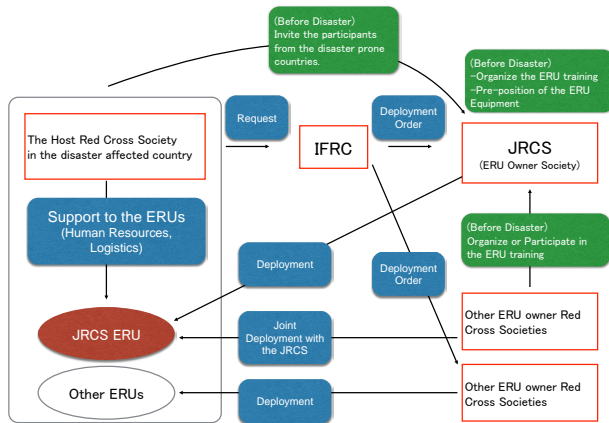 (Before Disaster)
Invite the participants
from the disaster prone
countries.
(Before Disaster)
-Organize the ERU training
-Pre-position of the ERU
Equipment
Request
Deployment
Order
The Host Red Cross Society
in the disaster affected country
IFRC
JRCS
(ERU Owner Society)
Support to the ERUs
(Human Resources,
Logistics)
(Before Disaster)
Organize or Participate in
the ERU training
Deployment
Deployment
Order
JRCS ERU
Joint
Deployment with
the JRCS
Other ERU owner Red
Cross Societies
Other ERUs
Deployment
Other ERU owner Red
Cross Societies